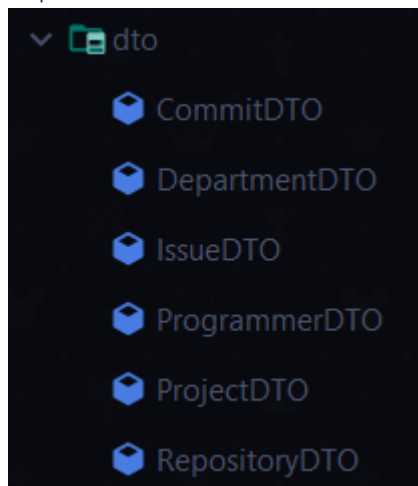 dto
CommitDTO
DepartmentDTO
IssueDTO
ProgrammerDTO
ProjectDTO
RepositoryDTO